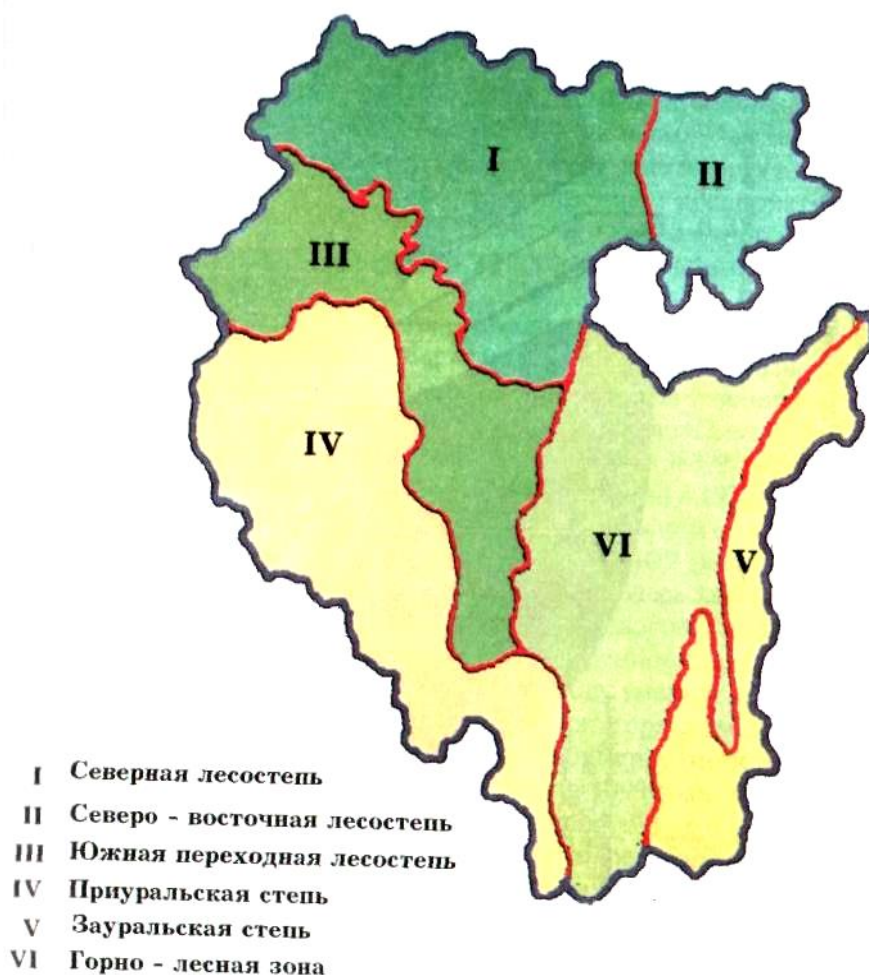 I
II
III
IV
VI
V
I Северная лесостепь
II Северо - восточная лесостепь
III Южная переходная лесостепь
IV Приуральская степь
V Зауральская степь
VI Горно - лесная зона